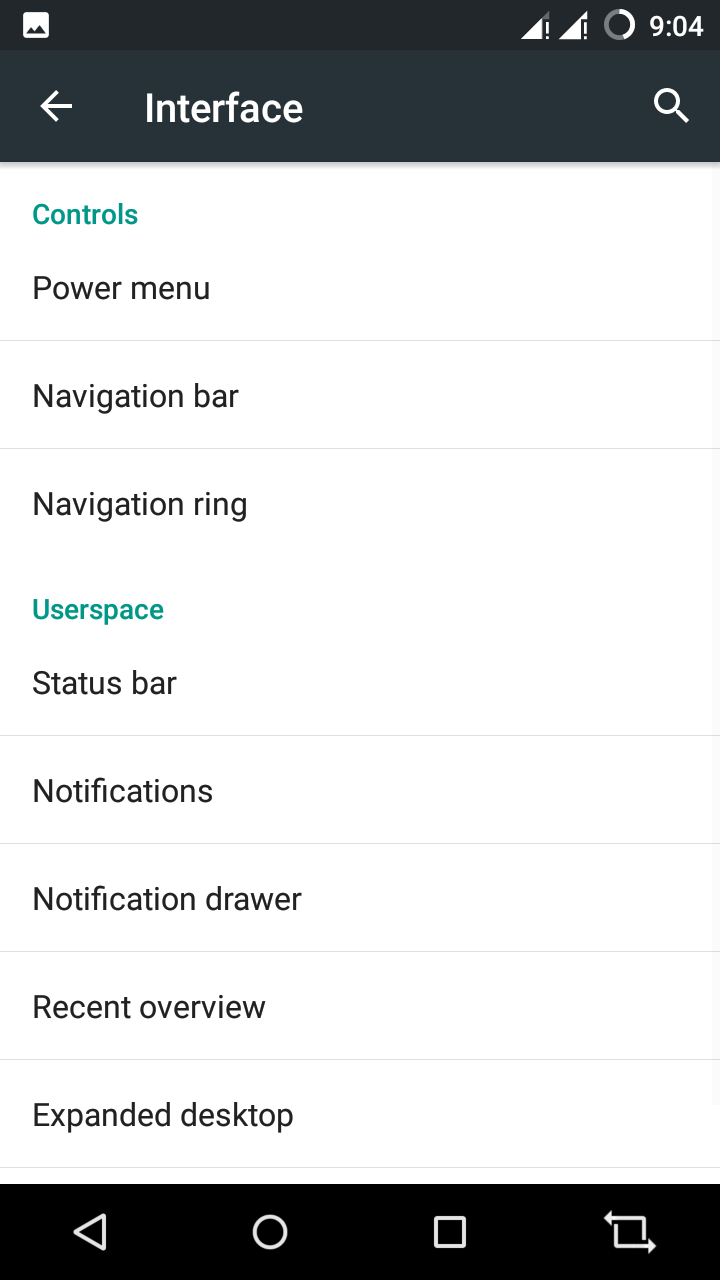 9:04
Interface
Controls
Power menu
Navigation bar
Navigation ring
Userspace
Status bar
Notifications
Notification drawer
Recent overview
Expanded desktop